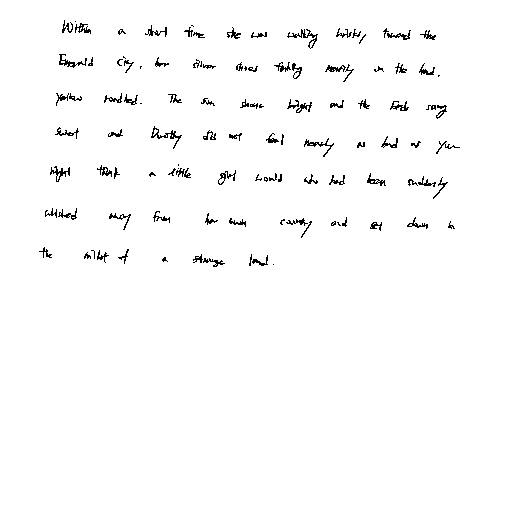 Within a short time she was walking briskly toward the
Emerald City, her silver shoes tinkling merrily on the hard,
yellow roadbed. The sun shone bright and the birds sang
sweet and Dorothy did not feel nearly as bad as you
might think a little girl would who had been suddenly
whisked away from her own country and set down in
the midst of a strange land.